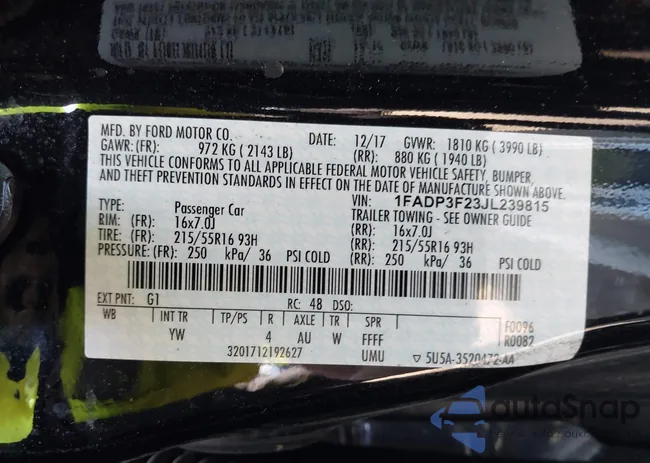 MFD. BY FORD MOTOR CO. DATE: 12/17 GVWR: 1810 KG ( 3990 LB)
GAWR: (FR): 972 KG ( 2143 LB) (RR): 880 KG ( 1940 LB)
THIS VEHICLE CONFORMS TO ALL APPLICABLE FEDERAL MOTOR VEHICLE SAFETY, BUMPER,
AND THEFT PREVENTION STANDARDS IN EFFECT ON THE DATE OF MANUFACTURE SHOWN ABOVE.
VIN: 1FADP3F23JL239815
TYPE: Passenger Car TRAILER TOWING - SEE OWNER GUIDE
RIM: (FR): 16x7.0J (RR): 16x7.0J
TIRE: (FR): 215/55R16 93H (RR): 215/55R16 93H
PRESSURE: (FR): 250 kPa/ 36 PSI COLD (RR): 250 kPa/ 36 PSI COLD
EXT PNT: G1 RC: 48 DSO:
WB INT TR TP/PS R AXLE TR SPR F0096
YW 4 AU W FFFF R0082
3201712192627 UMU ▽ 5U5A-3520472-AA
autoSnap